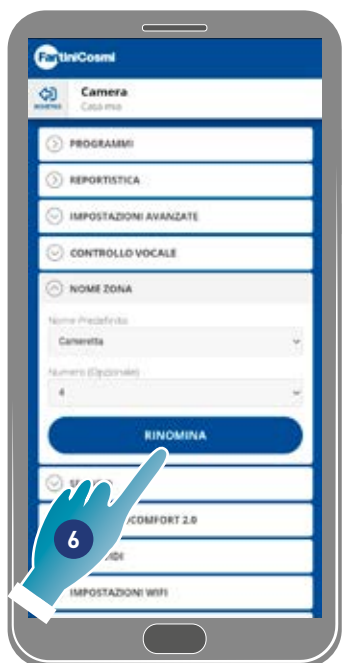 FantiniCosmi
Camera
Casa mia
PROGRAMMI
REPORTISTICA
IMPOSTAZIONI AVANZATE
CONTROLLO VOCALE
NOME ZONA
Nome Predefinito
Cameretta
Numero (Opzionale)
4
RINOMINA
COMFORT 2.0
6
IMPOSTAZIONI WIFI